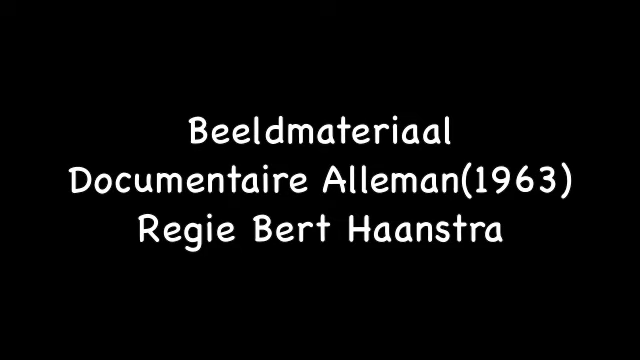 Beeldmateriaal
Documentaire Alleman(1963)
Regie Bert Haanstra